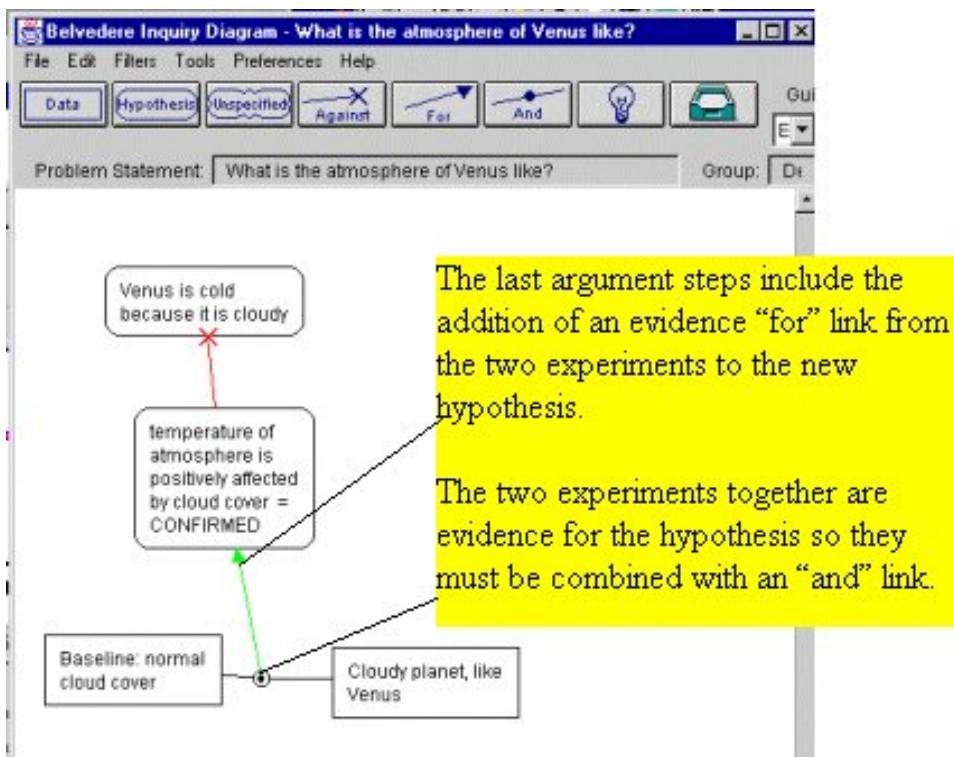 Belvedere Inquiry Diagram - What is the atmosphere of Venus like?
File Edit Filters Tools Preferences Help
Data Hypothesis Unspecified Against For And Gui
E
Problem Statement: What is the atmosphere of Venus like? Group: De
Venus is cold
because it is cloudy
temperature of
atmosphere is
positively affected
by cloud cover =
CONFIRMED
Baseline: normal
cloud cover
Cloudy planet, like
Venus
The last argument steps include the
addition of an evidence “for” link from
the two experiments to the new
hypothesis.
The two experiments together are
evidence for the hypothesis so they
must be combined with an “and” link.